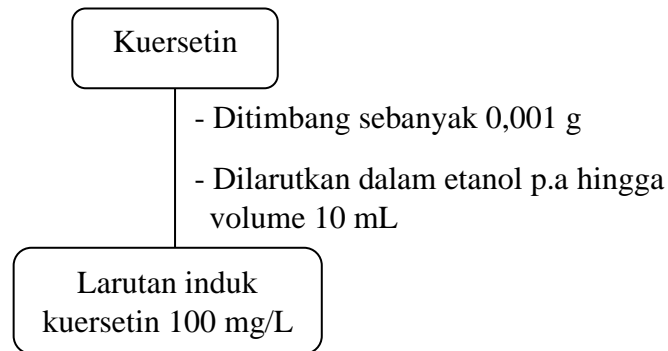 Kuersetin
- Ditimbang sebanyak 0,001 g
- Dilarutkan dalam etanol p.a hingga
volume 10 mL
Larutan induk
kuersetin 100 mg/L